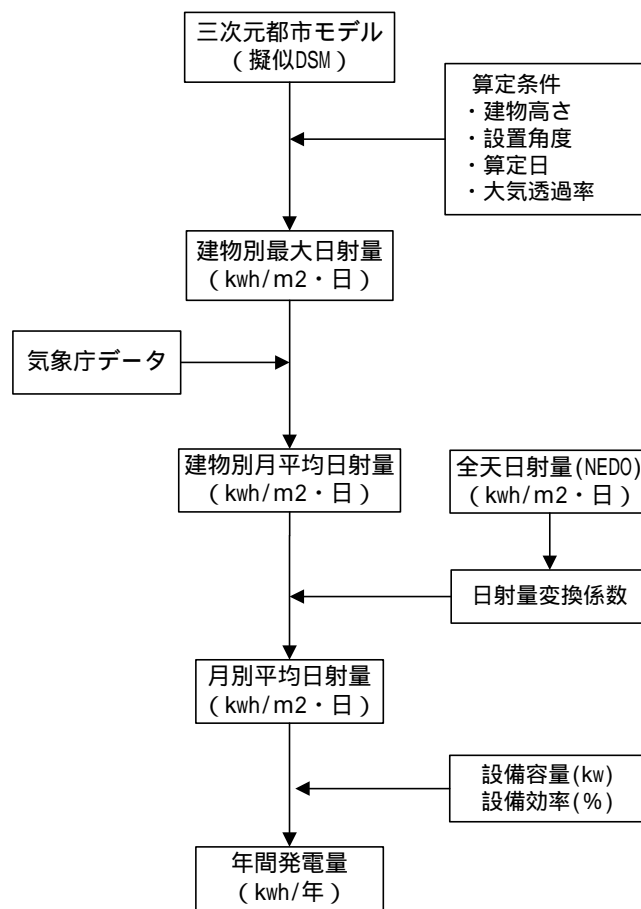 三次元都市モデル
(擬似DSM)
算定条件
・建物高さ
・設置角度
・算定日
・大気透過率
建物別最大日射量
(kwh/m2・日)
気象庁データ
建物別月平均日射量
(kwh/m2・日)
全天日射量(NEDO)
(kwh/m2・日)
日射量変換係数
月別平均日射量
(kwh/m2・日)
設備容量(kw)
設備効率(%)
年間発電量
(kwh/年)